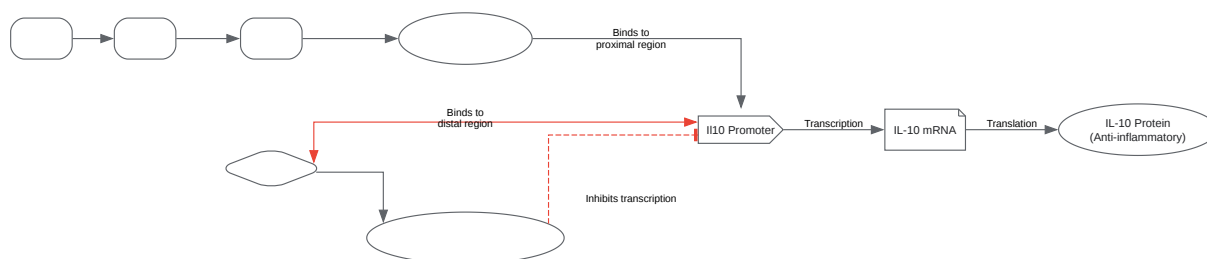 Binds to
proximal region
Binds to
distal region
Il10 Promoter
Transcription
IL-10 mRNA
Translation
IL-10 Protein
(Anti-inflammatory)
Inhibits transcription